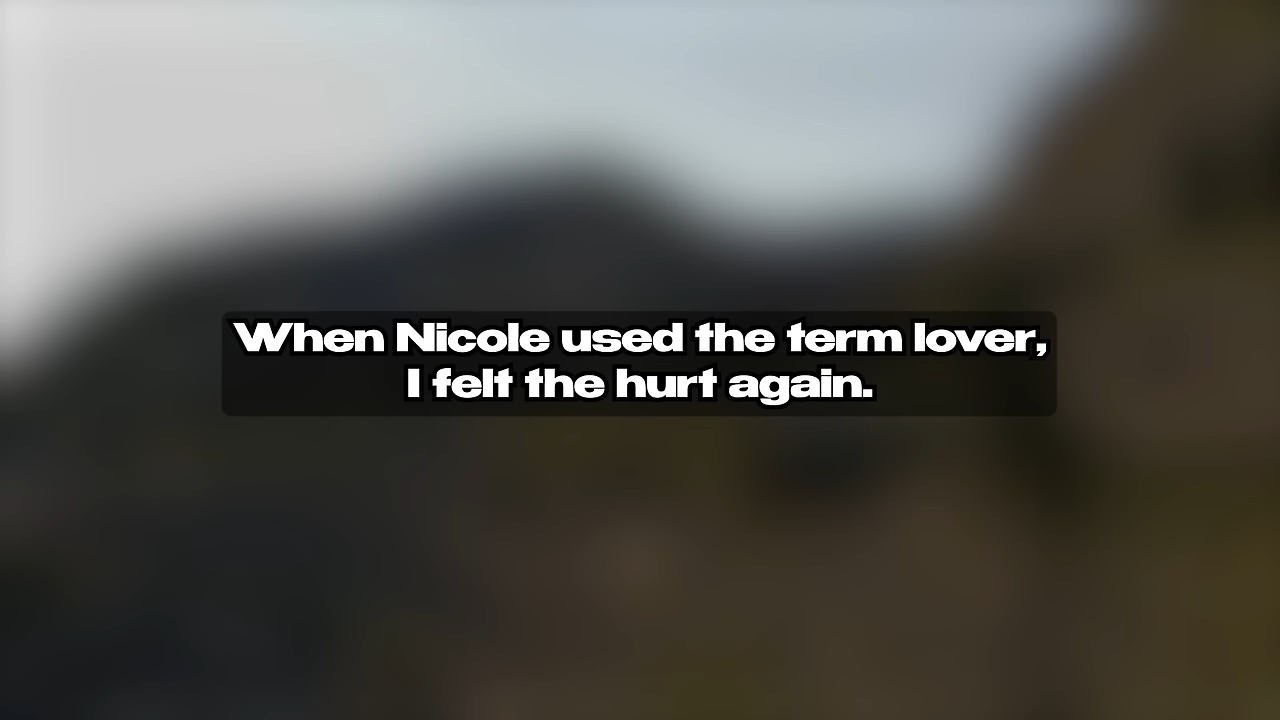 When Nicole used the term lover,
I felt the hurt again.